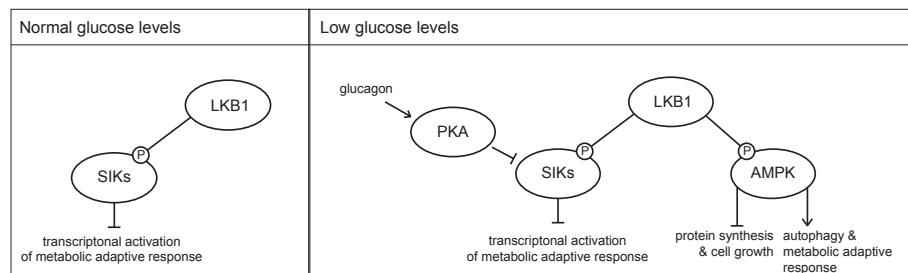 Normal glucose levels
LKB1
P
SIKs
transcriptonal activation
of metabolic adaptive response
Low glucose levels
glucagon
PKA
LKB1
P
SIKs
P
AMPK
transcriptonal activation
of metabolic adaptive response
protein synthesis
& cell growth
autophagy &
metabolic adaptive
response